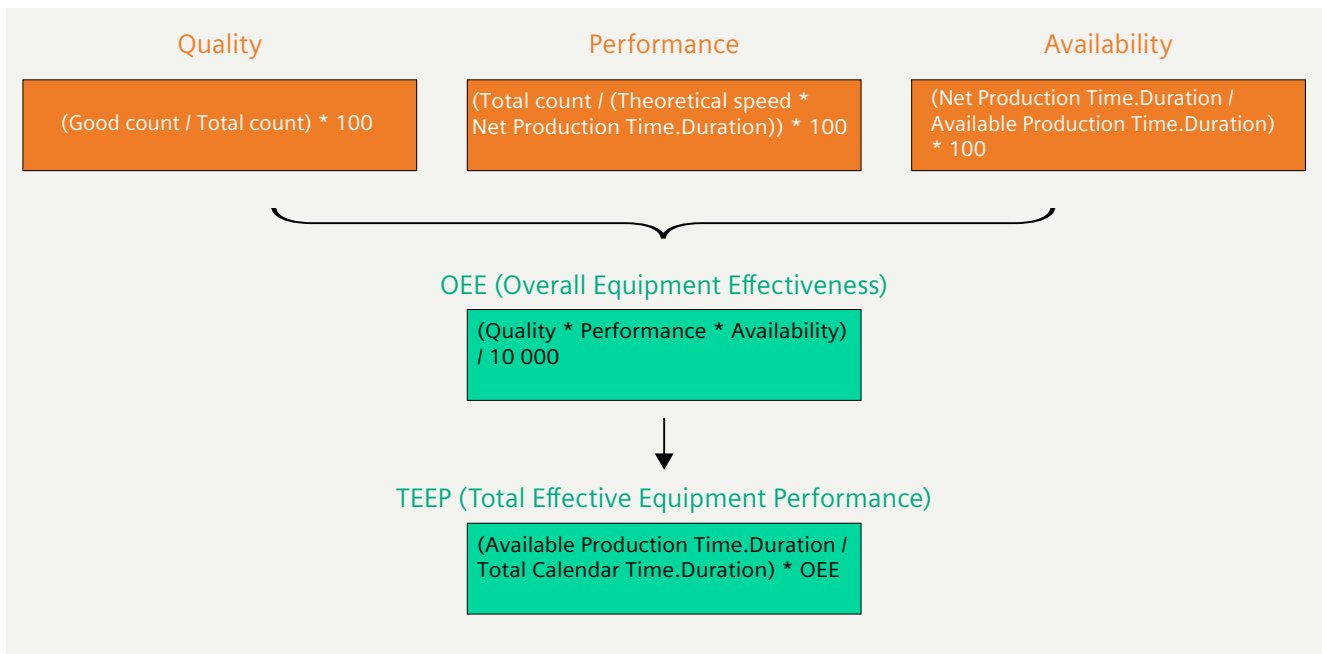 Quality
Performance
Availability
(Good count / Total count) * 100
(Total count / (Theoretical speed *
Net Production Time.Duration)) * 100
(Net Production Time.Duration /
Available Production Time.Duration)
* 100
OEE (Overall Equipment Effectiveness)
(Quality * Performance * Availability)
/ 10 000
TEEP (Total Effective Equipment Performance)
(Available Production Time.Duration /
Total Calendar Time.Duration) * OEE